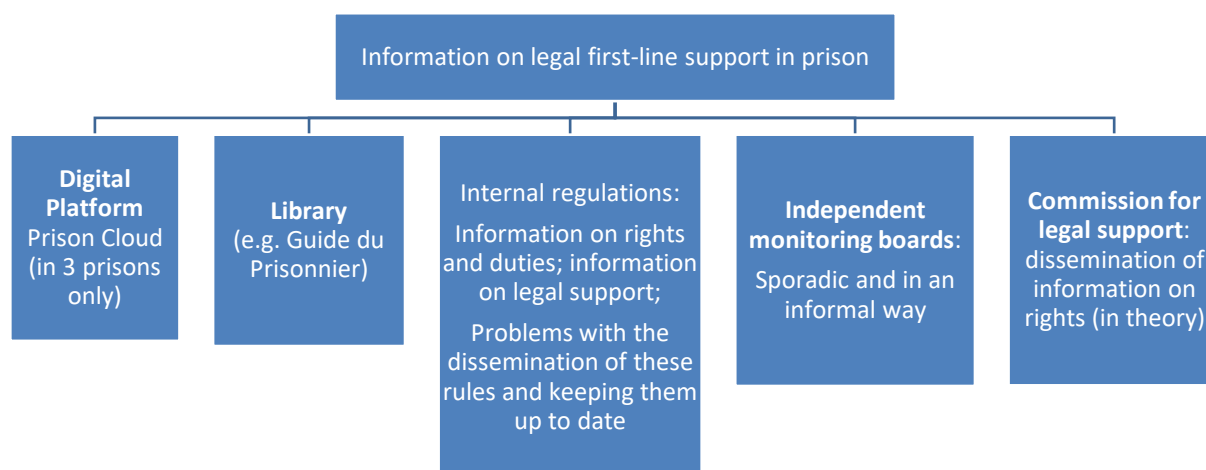 Information on legal first-line support in prison
Digital
Platform
Prison Cloud
(in 3 prisons
only)
Library
(e.g. Guide du
Prisonnier)
Internal regulations:
Information on rights
and duties; information
on legal support;
Problems with the
dissemination of these
rules and keeping them
up to date
Independent
monitoring boards:
Sporadic and in an
informal way
Commission for
legal support:
dissemination of
information on
rights (in theory)